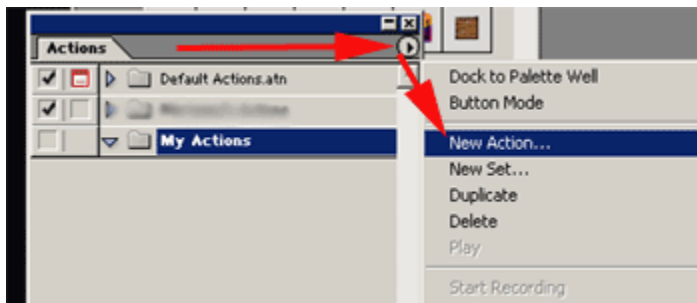 Actions
Default Actions.atn
My Actions
Dock to Palette Well
Button Mode
New Action...
New Set...
Duplicate
Delete
Play
Start Recording